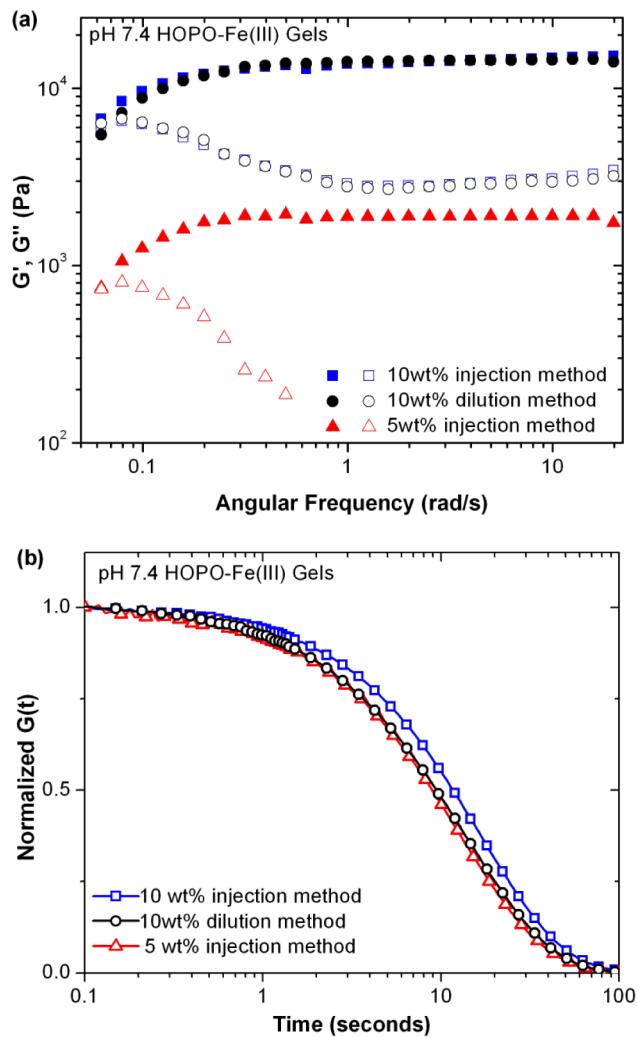 (a)
pH 7.4 HOPO-Fe(III) Gels
10⁴
10³
10²
G', G" (Pa)
10wt% injection method
10wt% dilution method
5wt% injection method
0.1 1 10
Angular Frequency (rad/s)
(b)
pH 7.4 HOPO-Fe(III) Gels
1.0
0.5
0.0
Normalized G(t)
10 wt% injection method
10wt% dilution method
5 wt% injection method
0.1 1 10 100
Time (seconds)